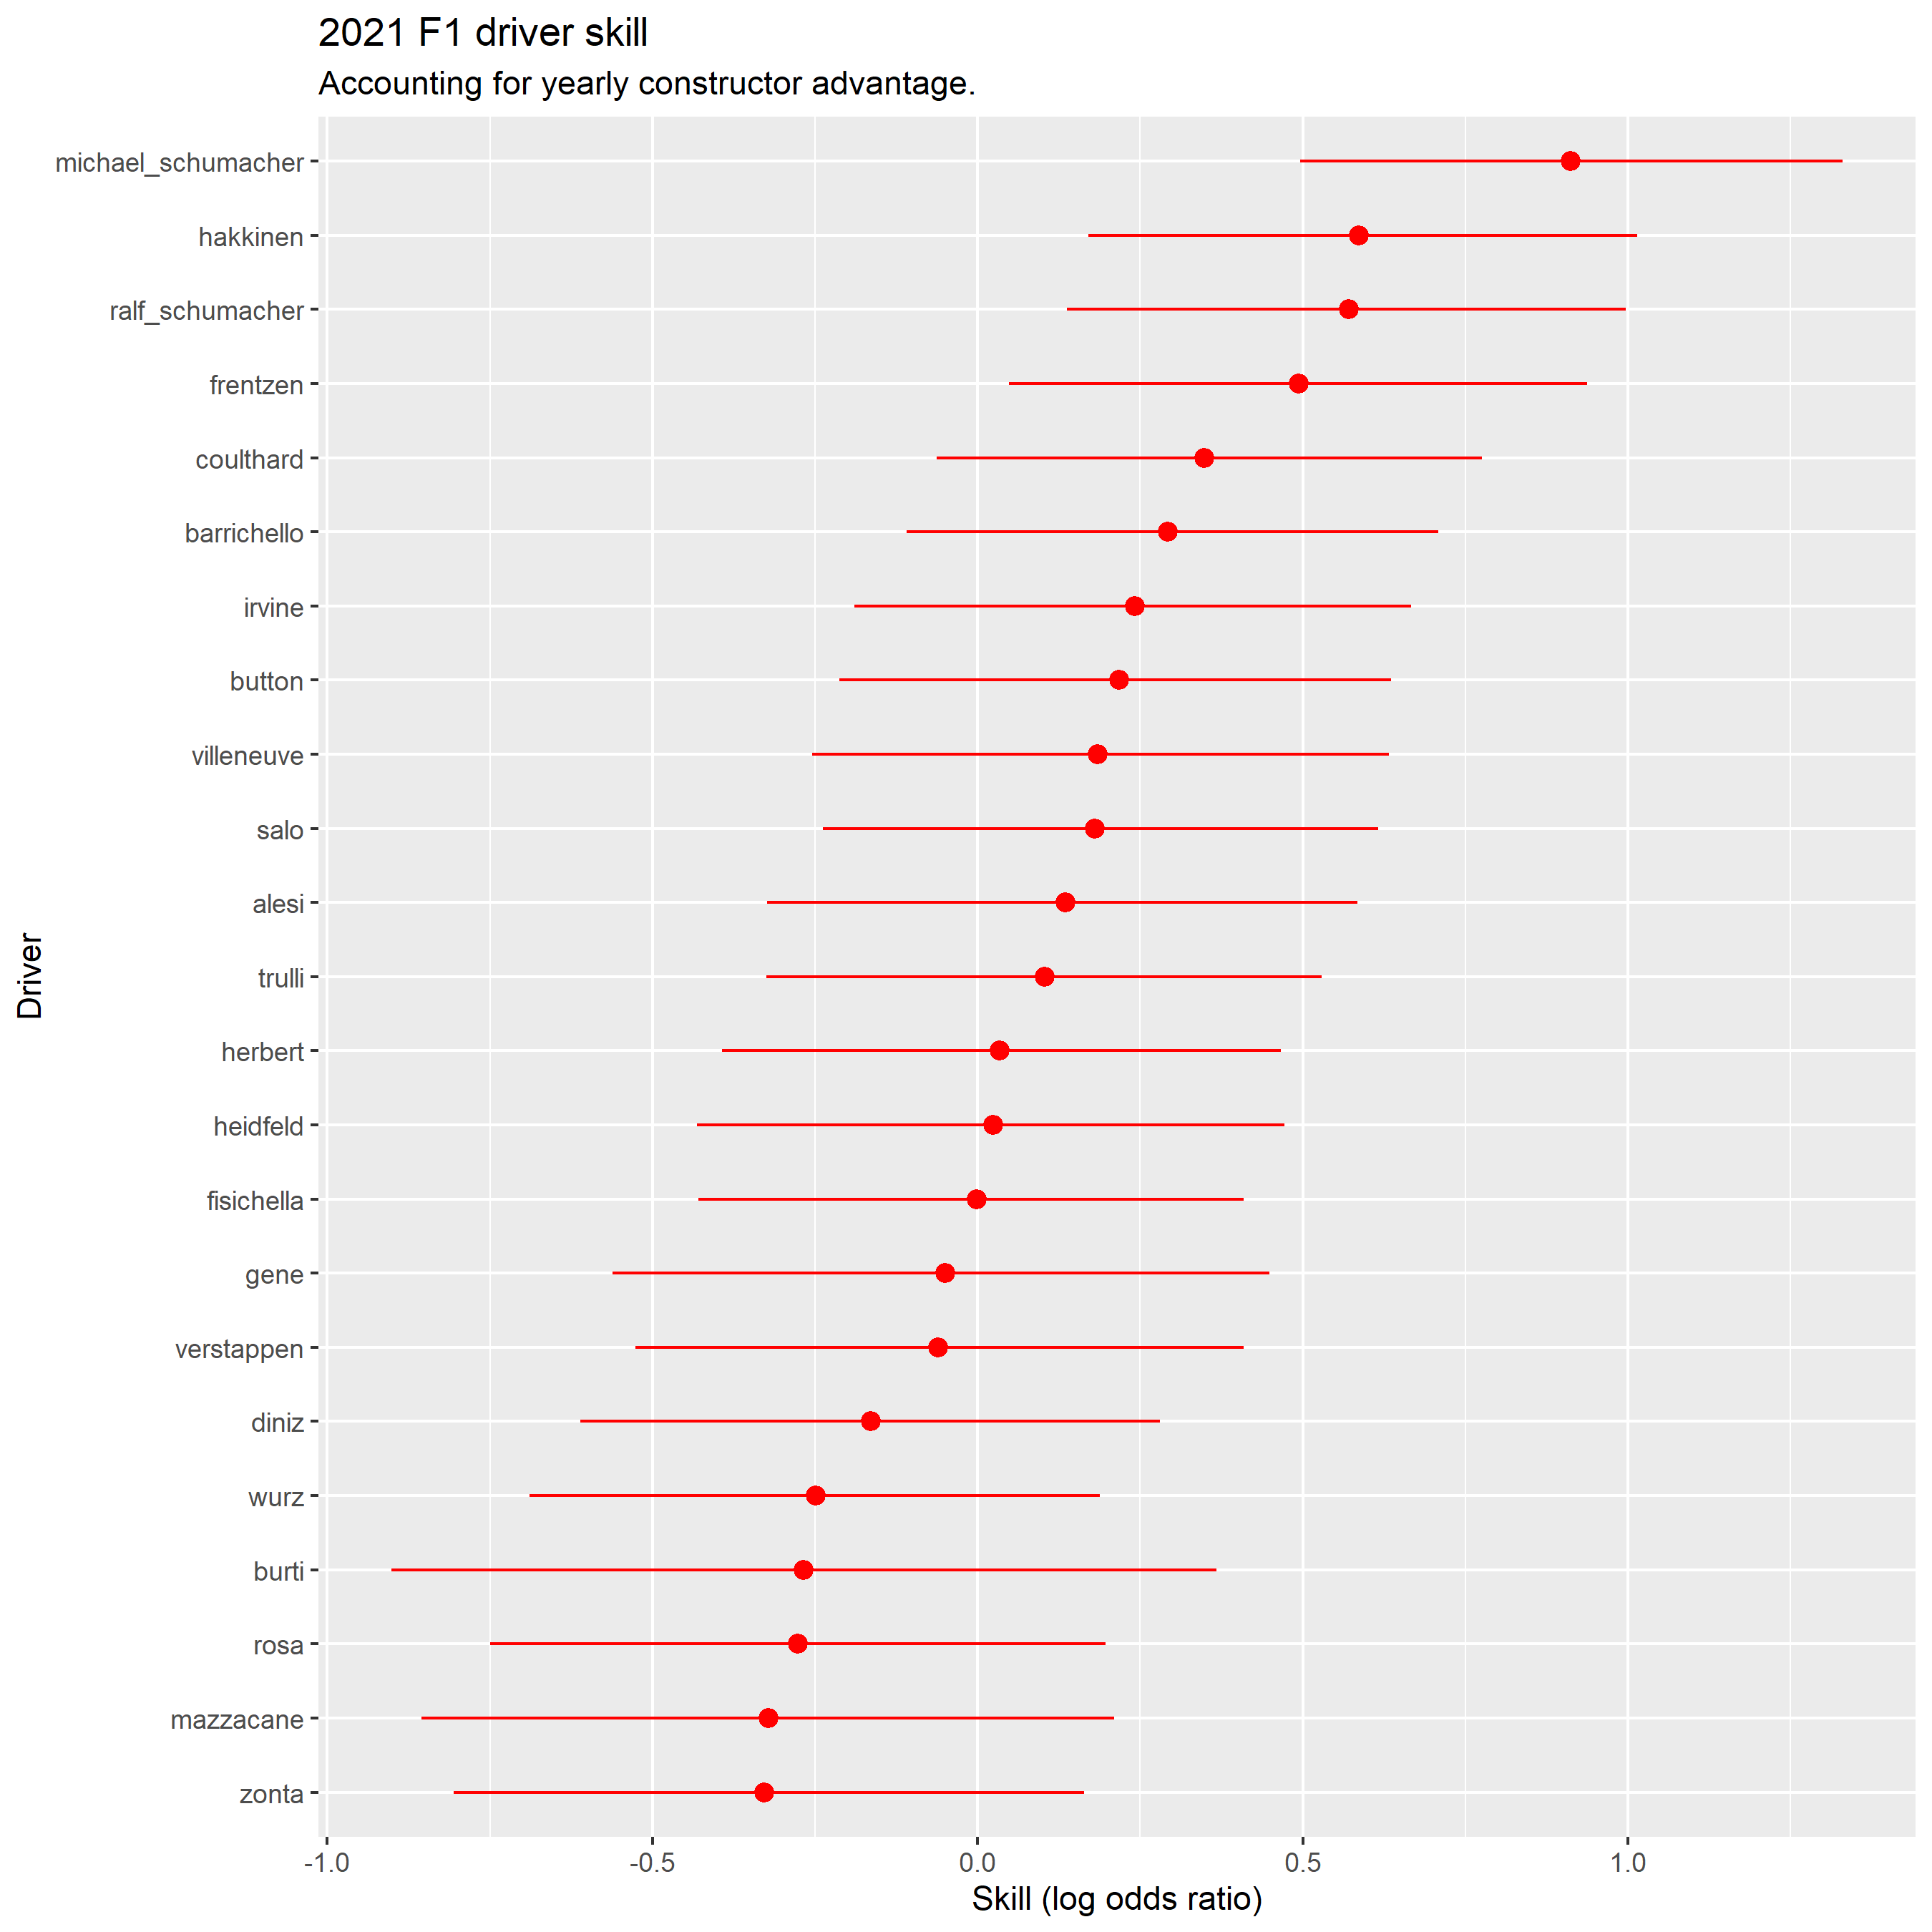 2021 F1 driver skill
Accounting for yearly constructor advantage.
michael_schumacher
hakkinen
ralf_schumacher
frentzen
coulthard
barrichello
irvine
button
villeneuve
salo
alesi
trulli
herbert
heidfeld
fisichella
gene
verstappen
diniz
wurz
burti
rosa
mazzacane
zonta
Driver
-1.0 -0.5 0.0 0.5 1.0
Skill (log odds ratio)